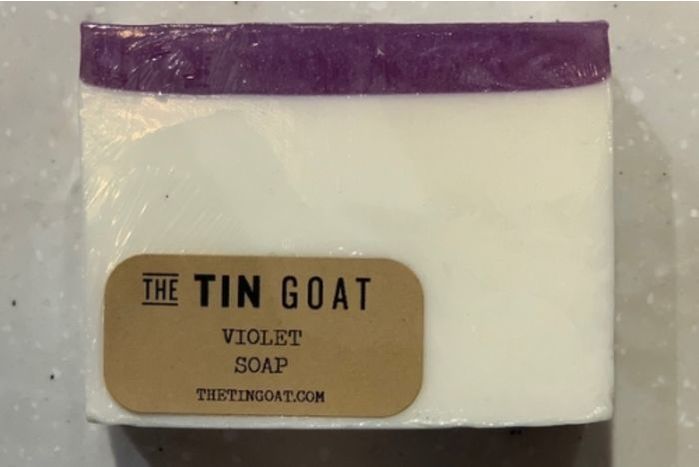 THE TIN GOAT
VIOLET
SOAP
THETINGOAT.COM